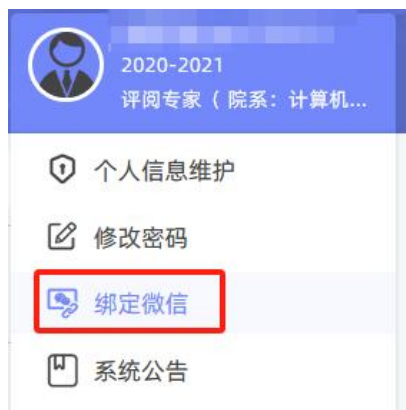 2020-2021
评阅专家（院系：计算机...
个人信息维护
修改密码
绑定微信
系统公告